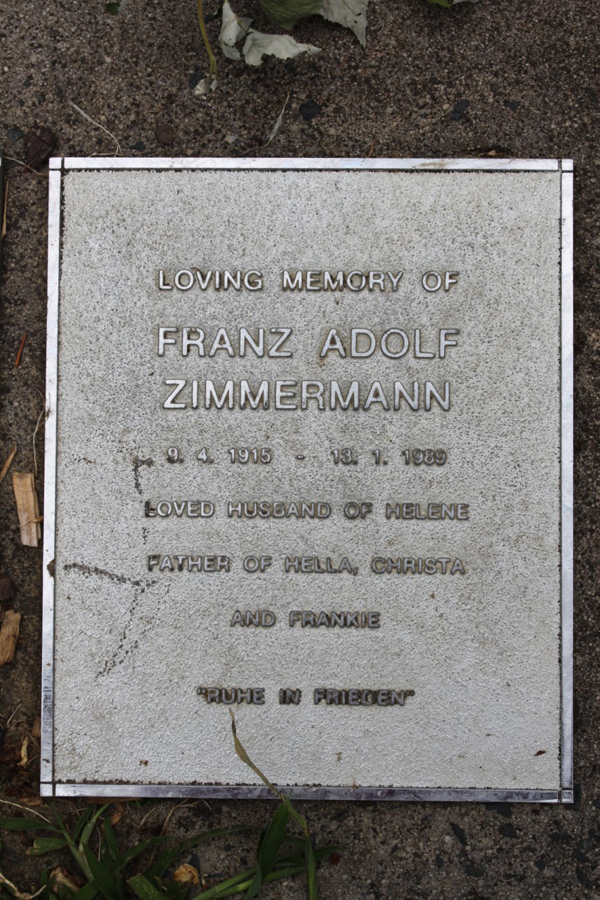 LOVING MEMORY OF
FRANZ ADOLF
ZIMMERMANN
9. 4. 1915 - 13. 1. 1989
LOVED HUSBAND OF HELENE
FATHER OF HELLA, CHRISTA
AND FRANKIE
"RUHE IN FRIEDEN"